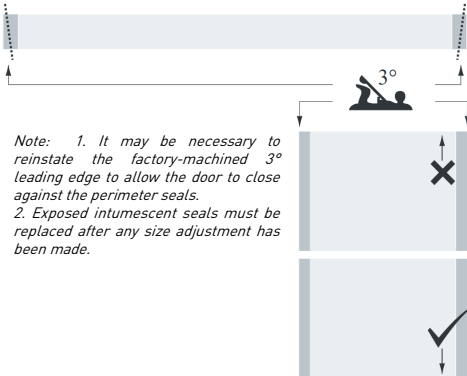 3°
Note: 1. It may be necessary to
reinstate the factory-machined 3º
leading edge to allow the door to close
against the perimeter seals.
2. Exposed intumescent seals must be
replaced after any size adjustment has
been made.